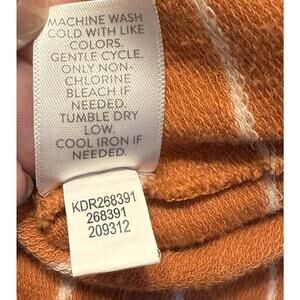 MACHINE WASH
COLD WITH LIKE
COLORS.
GENTLE CYCLE.
ONLY NON-
CHLORINE
BLEACH IF
NEEDED.
TUMBLE DRY
LOW.
COOL IRON IF
NEEDED.
KDR268391
268391
209312